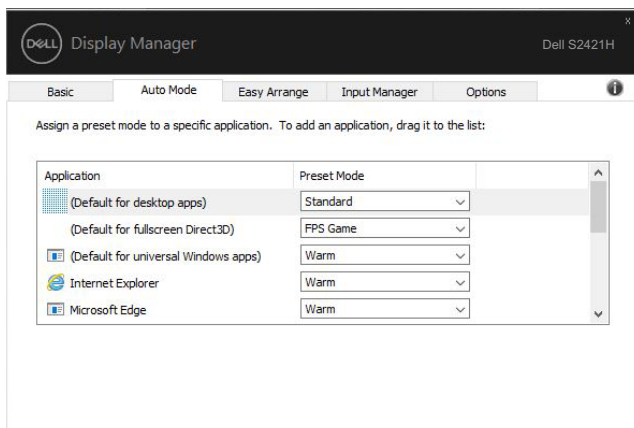 x
DELL Display Manager Dell S2421H
Basic Auto Mode Easy Arrange Input Manager Options i
Assign a preset mode to a specific application. To add an application, drag it to the list:
Application Preset Mode
(Default for desktop apps) Standard
(Default for fullscreen Direct3D) FPS Game
(Default for universal Windows apps) Warm
Internet Explorer Warm
Microsoft Edge Warm